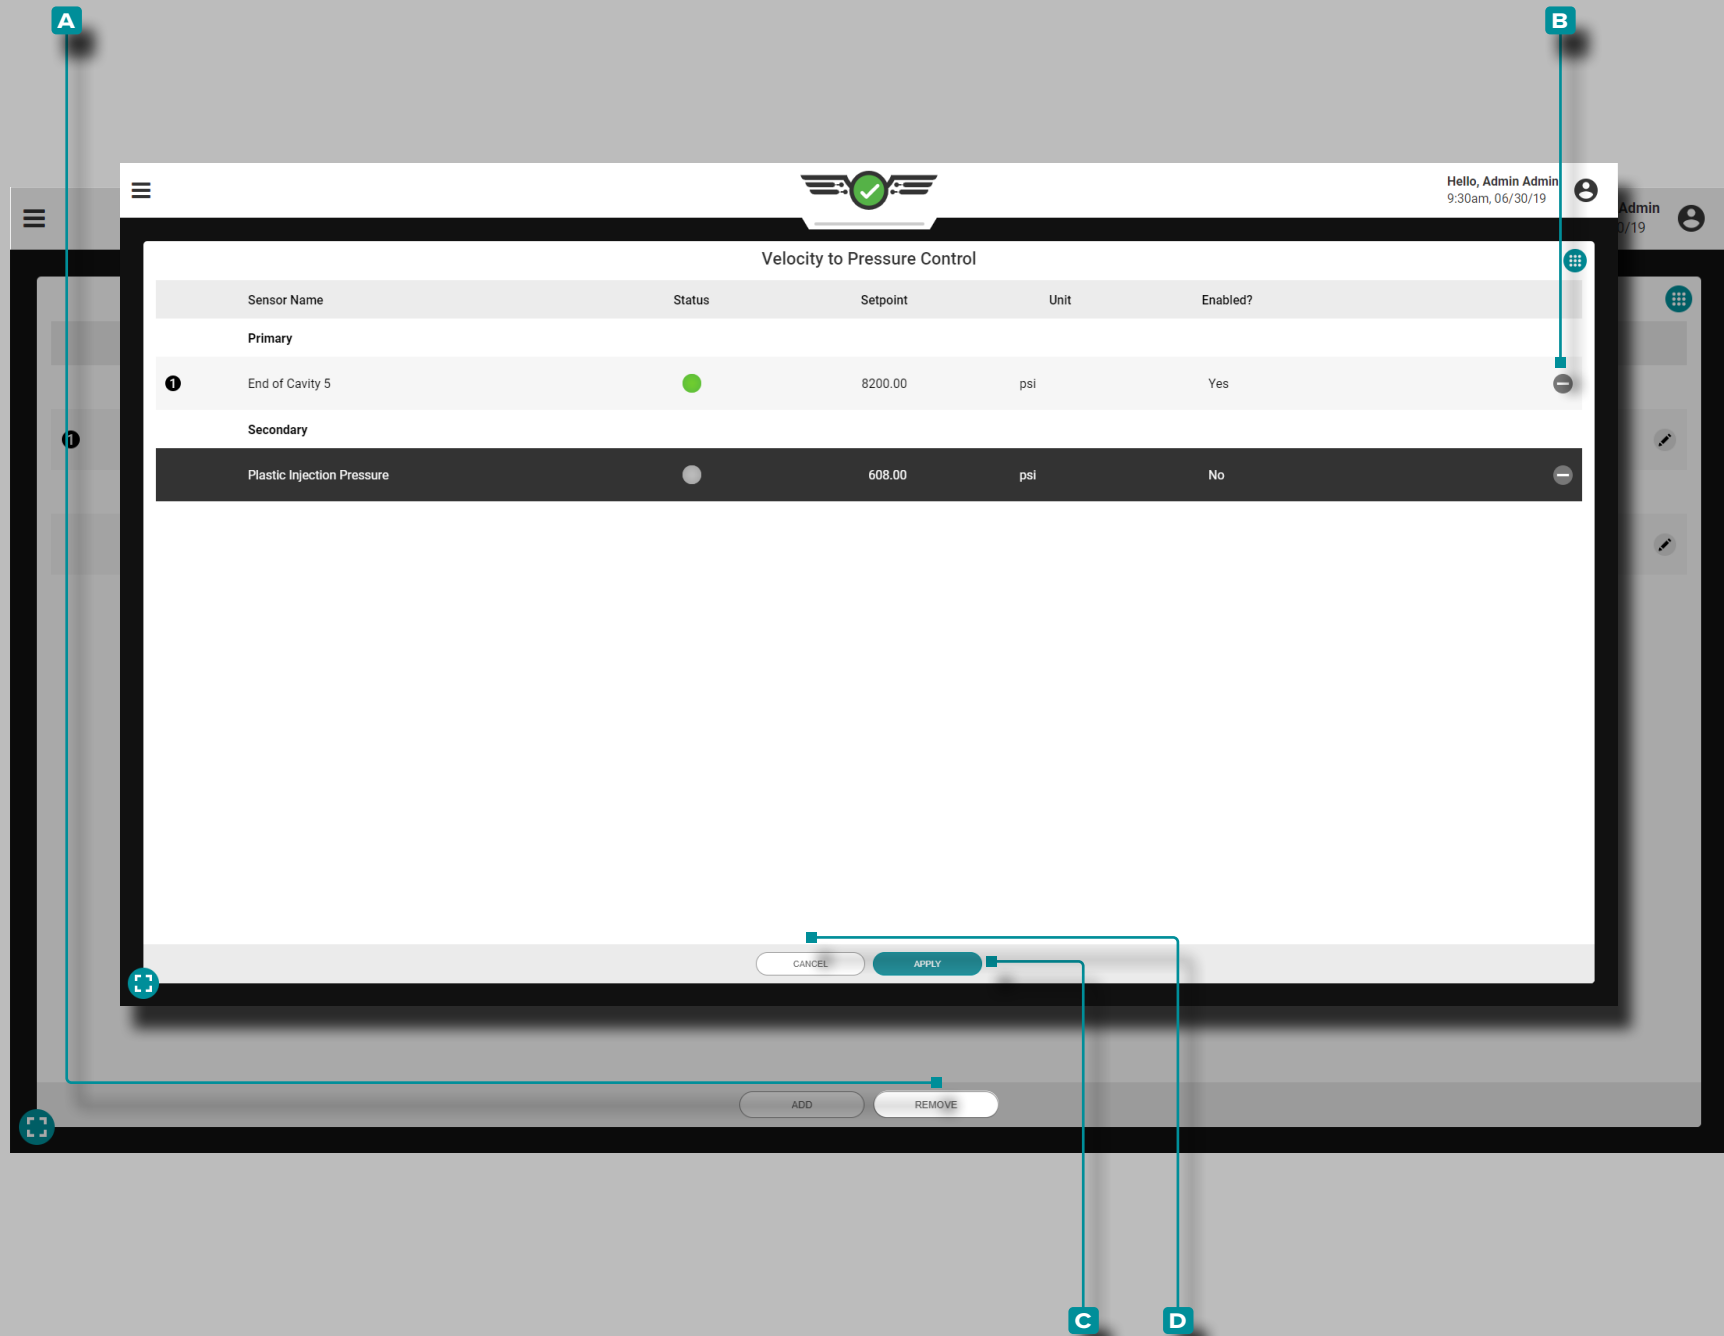 A
B
Hello, Admin Admin
9:30am, 06/30/19
Admin
0/19
Velocity to Pressure Control
Sensor Name Status Setpoint Unit Enabled?
Primary
1 End of Cavity 5 8200.00 psi Yes
1
Secondary
Plastic Injection Pressure 608.00 psi No
CANCEL APPLY
ADD REMOVE
C D